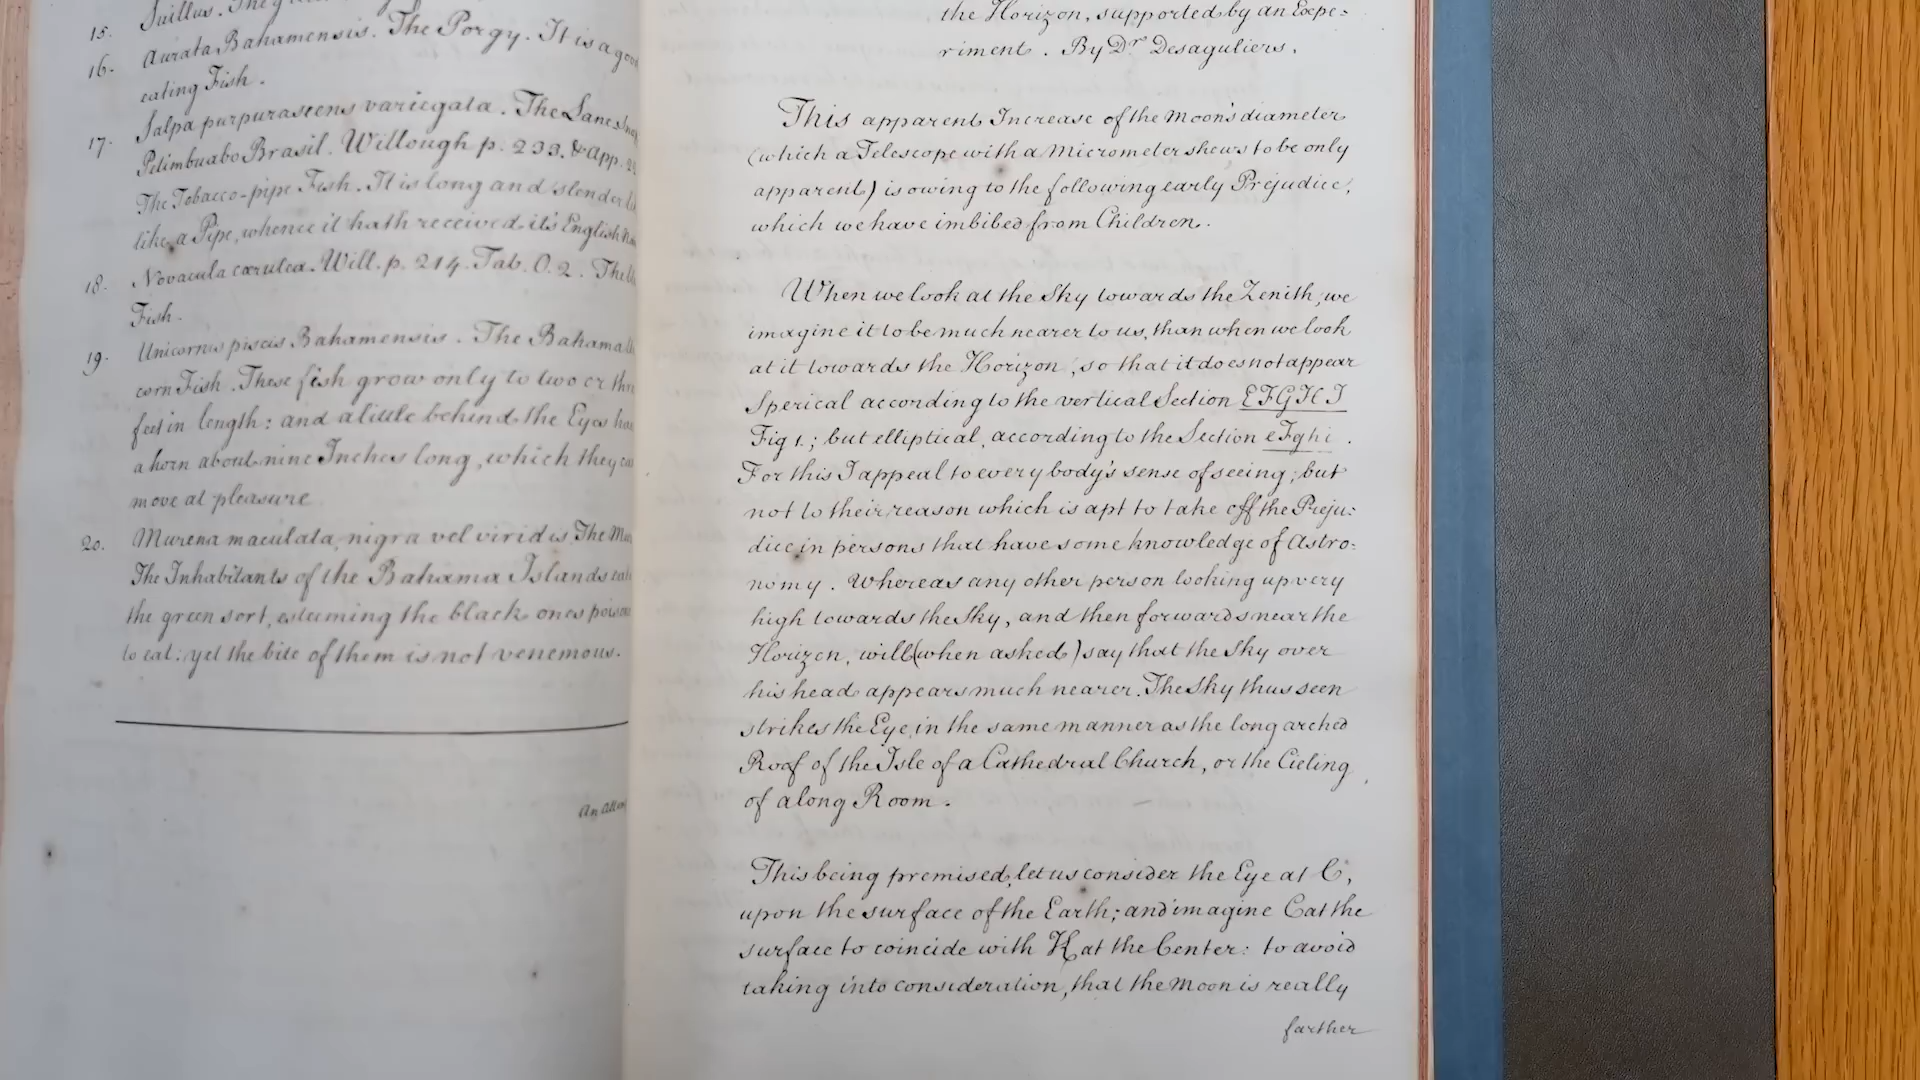 15. Suillus. The
16. Aurata Bahamensis. The Porgy. It is a good
eating Fish.
17. Salpa purpurascens variegata. The Lane Snap
Petimbuabo Brasil. Willough p. 233. & App.
The Tobacco-pipe Fish. It is long and slender
like a Pipe, whence it hath received it's English
18. Novacula cærulea. Will. p. 214. Tab. O. 2. The
Fish.
19. Unicornus piscis Bahamensis. The Bahama
corn Fish. These fish grow only to two or thr
feet in length: and a little behind the Eyes ha
a horn about nine Inches long, which they ca
move at pleasure
20. Murena maculata, nigra vel viridis. The Mu
The Inhabitants of the Bahama Islands eat
the green sort, esteeming the black ones poiso
to eat: yet the bite of them is not venemous.
An Attem
the Horizon, supported by an Expe:
riment. By Dr Desaguliers.
This apparent Increase of the Moon's diameter
(which a Telescope with a Micrometer shews to be only
apparent) is owing to the following early Prejudice,
which we have imbibed from Children.
When we look at the Sky towards the Zenith, we
imagine it to be much nearer to us, than when we look
at it towards the Horizon, so that it does not appear
Sperical according to the vertical Section EFGHI
Fig 1.; but elliptical, according to the Section eFghi.
For this I appeal to every body's sense of seeing; but
not to their reason which is apt to take off the Preju:
dice in persons that have some knowledge of Astro:
nomy. Whereas any other person looking up very
high towards the Sky, and then forwards near the
Horizon, will (when asked) say that the Sky over
his head appears much nearer. The Sky thus seen
strikes the Eye in the same manner as the long arched
Roof of the Isle of a Cathedral Church, or the Cieling
of a long Room.
This being premised, let us consider the Eye at C,
upon the surface of the Earth; and imagine C at the
surface to coincide with K at the Center: to avoid
taking into consideration, that the Moon is really
farther